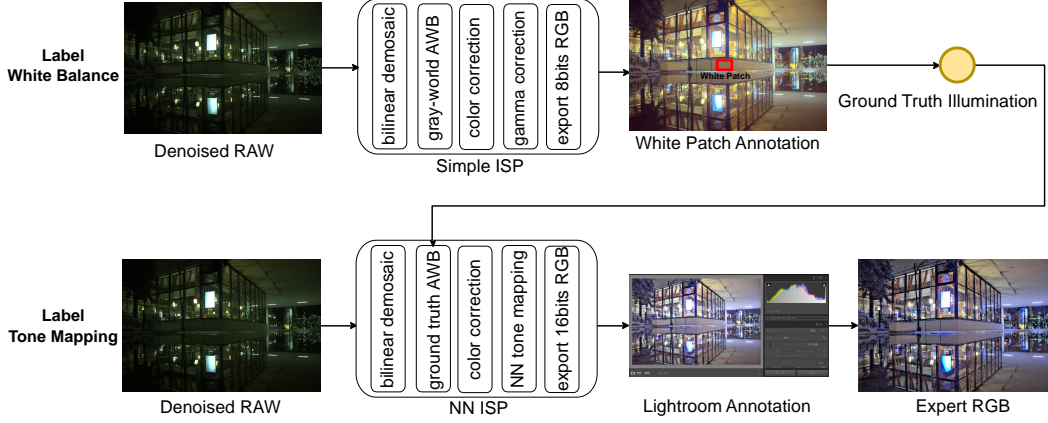 Label
White Balance
Denoised RAW
bilinear demosaic
gray-world AWB
color correction
gamma correction
export 8bits RGB
Simple ISP
White Patch
White Patch Annotation
Ground Truth Illumination
Label
Tone Mapping
Denoised RAW
bilinear demosaic
ground truth AWB
color correction
NN tone mapping
export 16bits RGB
NN ISP
Lightroom Annotation
Expert RGB